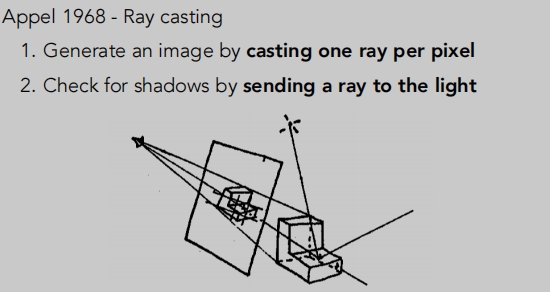 Appel 1968 - Ray casting
1. Generate an image by casting one ray per pixel
2. Check for shadows by sending a ray to the light